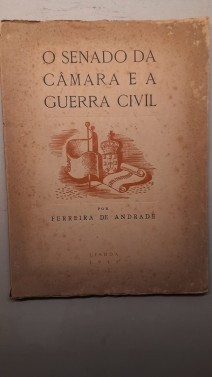 O SENADO DA
CÂMARA E A
GUERRA CIVIL
POR
FERREIRA DE ANDRADE
LISBOA